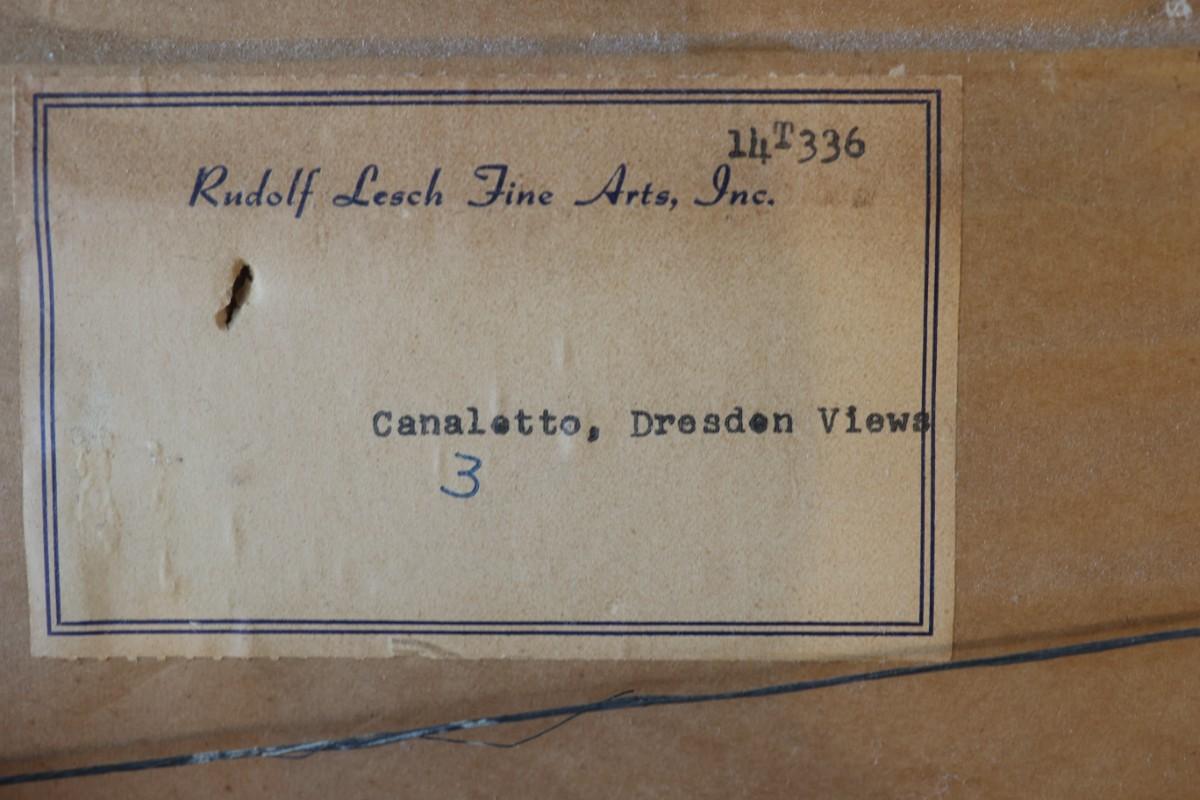 14T336
Rudolf Lesch Fine Arts, Inc.
Canaletto, Dresden Views
3